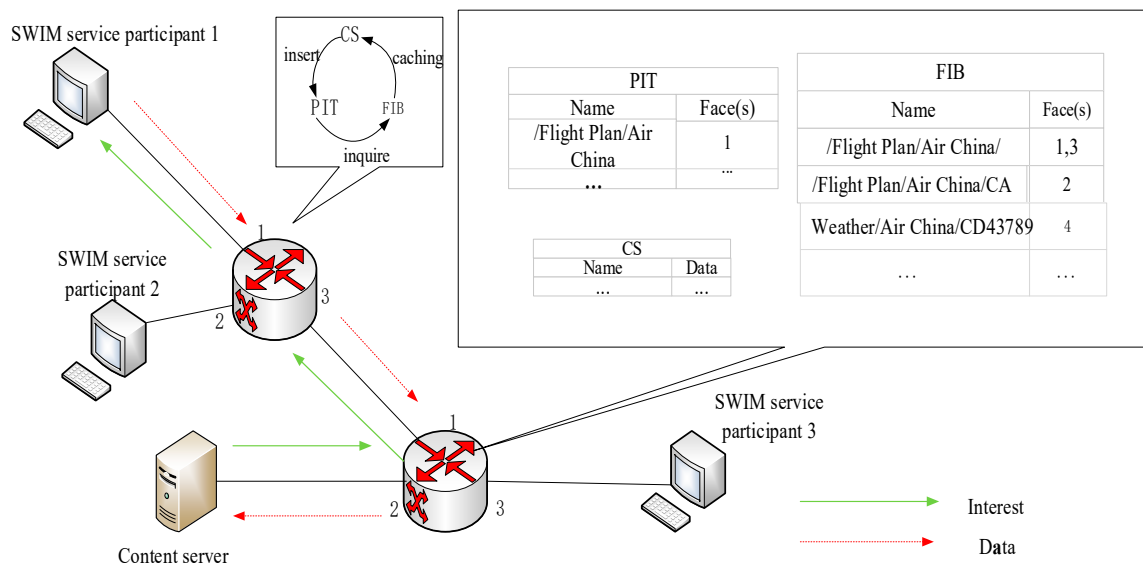 SWIM service participant 1
CS
insert
caching
PIT
FIB
inquire
PIT
Name
Face(s)
/Flight Plan/Air
China
1
...
...
FIB
Name
Face(s)
/Flight Plan/Air China/
1,3
/Flight Plan/Air China/CA
2
Weather/Air China/CD43789
4
...
...
CS
Name
Data
...
...
1
SWIM service
participant 2
2
3
1
SWIM service
participant 3
2
3
Content server
Interest
Data